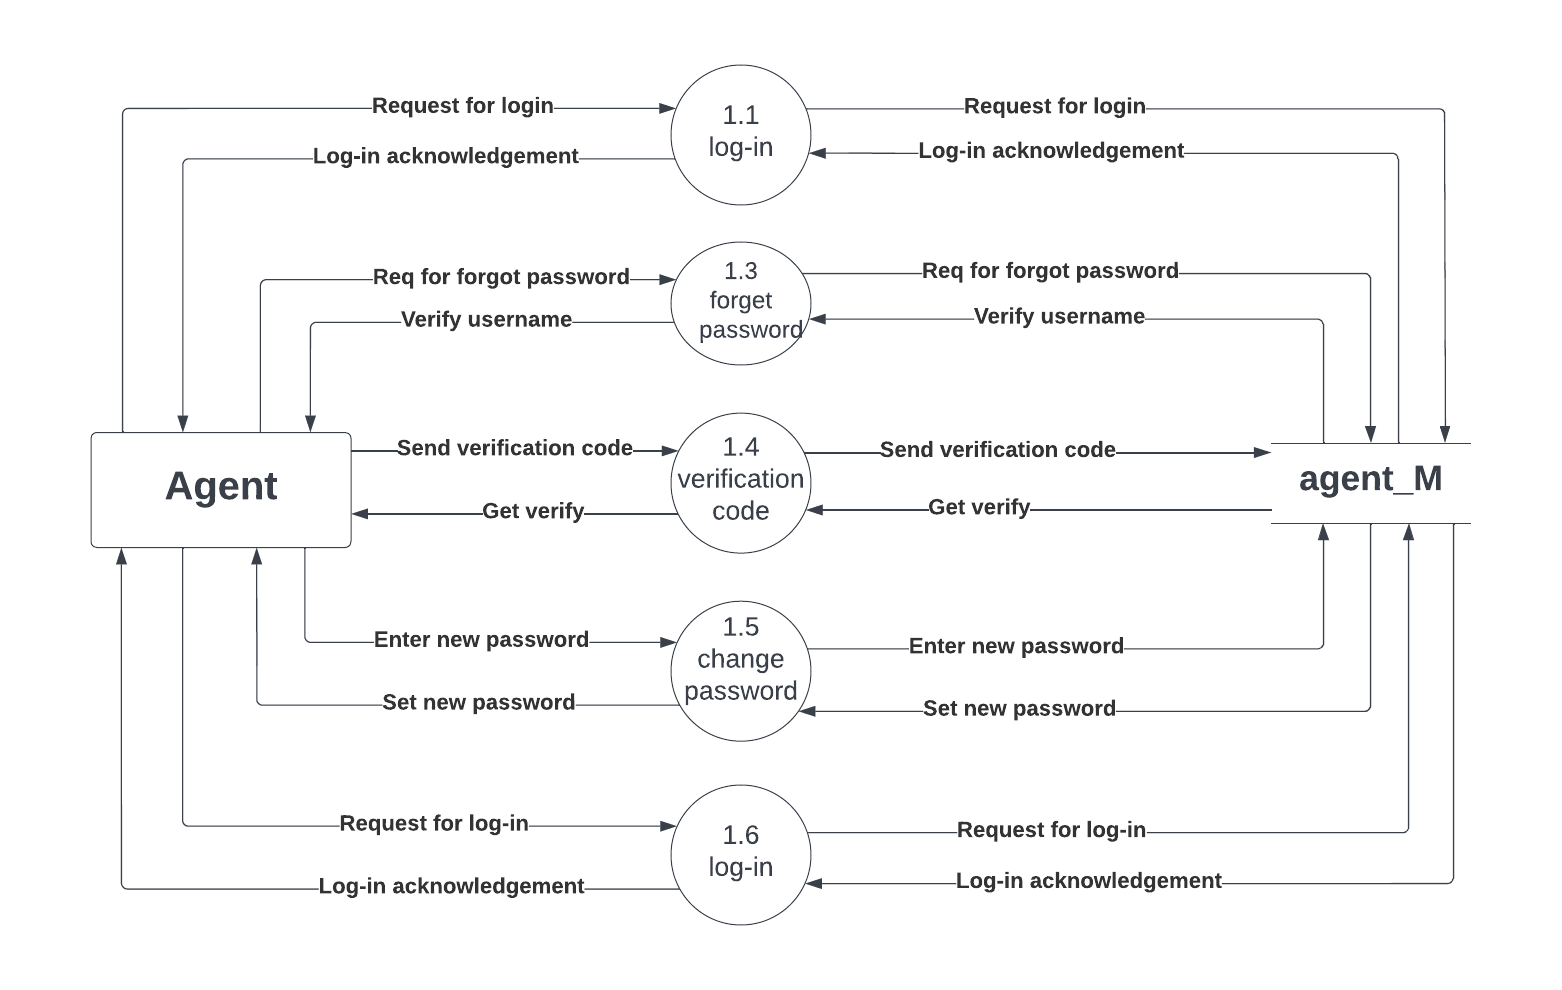 Request for login
1.1
log-in
Request for login
Log-in acknowledgement
Log-in acknowledgement
Req for forgot password
1.3
forget
password
Req for forgot password
Verify username
Verify username
Agent
Send verification code
1.4
verification
code
Send verification code
Get verify
Get verify
agent_M
Enter new password
1.5
change
password
Enter new password
Set new password
Set new password
Request for log-in
1.6
log-in
Request for log-in
Log-in acknowledgement
Log-in acknowledgement